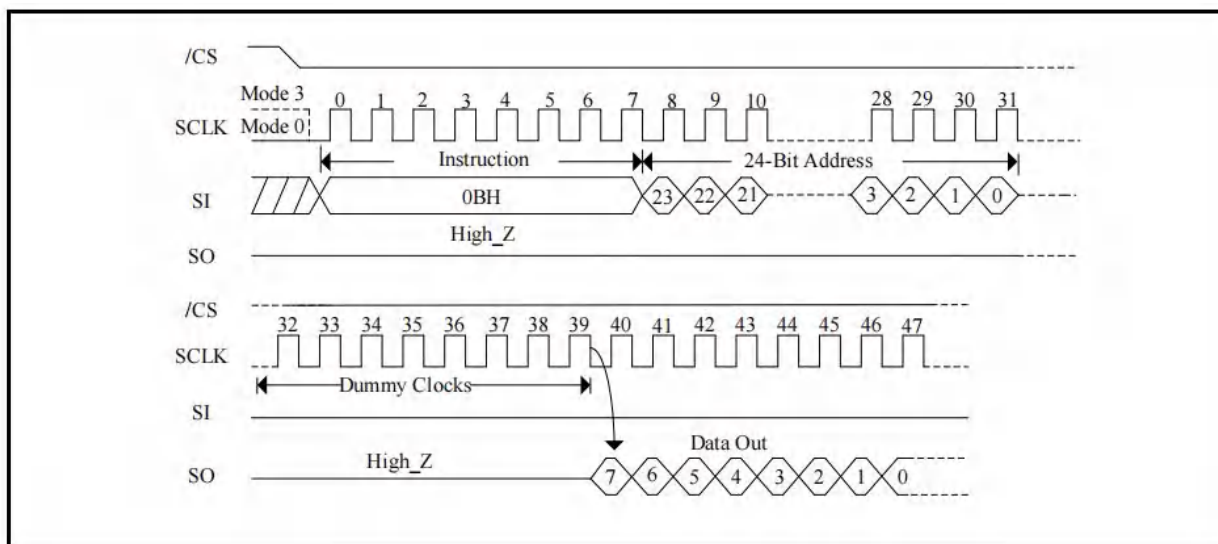 /CS
Mode 3
0 1 2 3 4 5 6 7 8 9 10 28 29 30 31
SCLK Mode 0
Instruction 24-Bit Address
SI 0BH 23 22 21 3 2 1 0
High_Z
SO
/CS
32 33 34 35 36 37 38 39 40 41 42 43 44 45 46 47
SCLK
Dummy Clocks
SI
Data Out
High_Z
SO 7 6 5 4 3 2 1 0